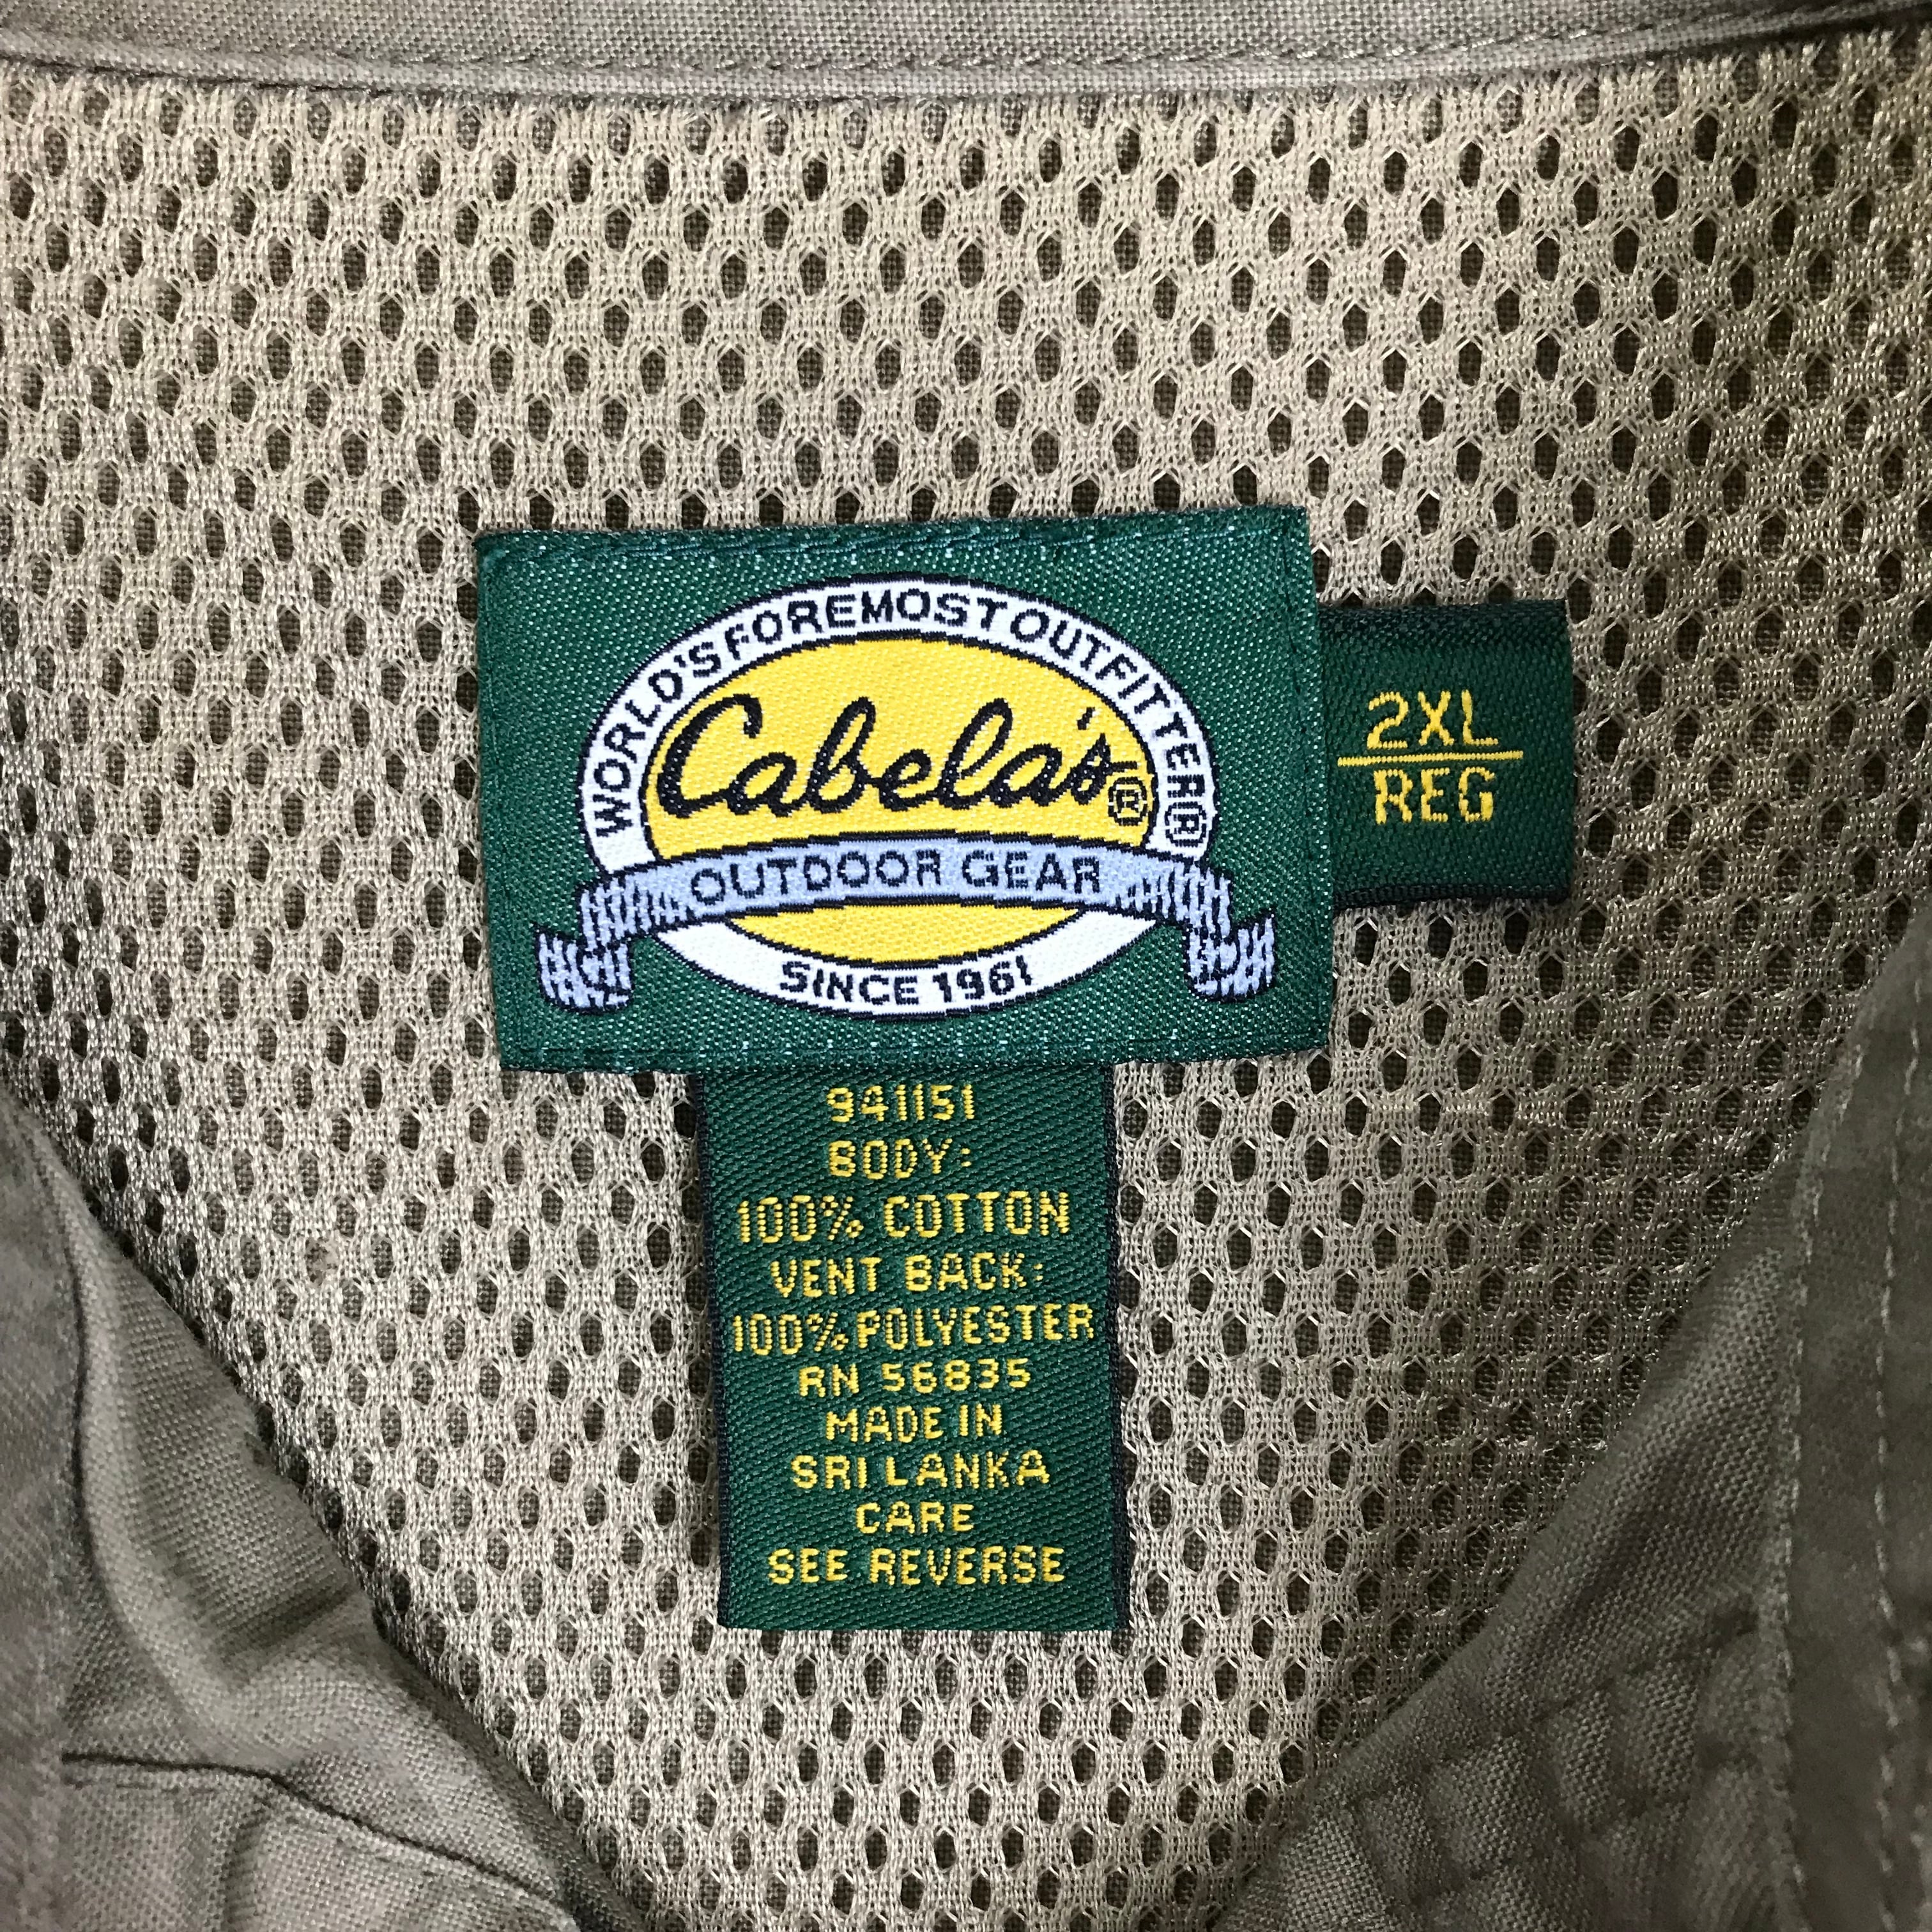 WORLD'S FOREMOST OUTFITTER®
Cabela's®
OUTDOOR GEAR
SINCE 1961
2XL
REG
941151
BODY:
100% COTTON
VENT BACK:
100% POLYESTER
RN 56835
MADE IN
SRI LANKA
CARE
SEE REVERSE